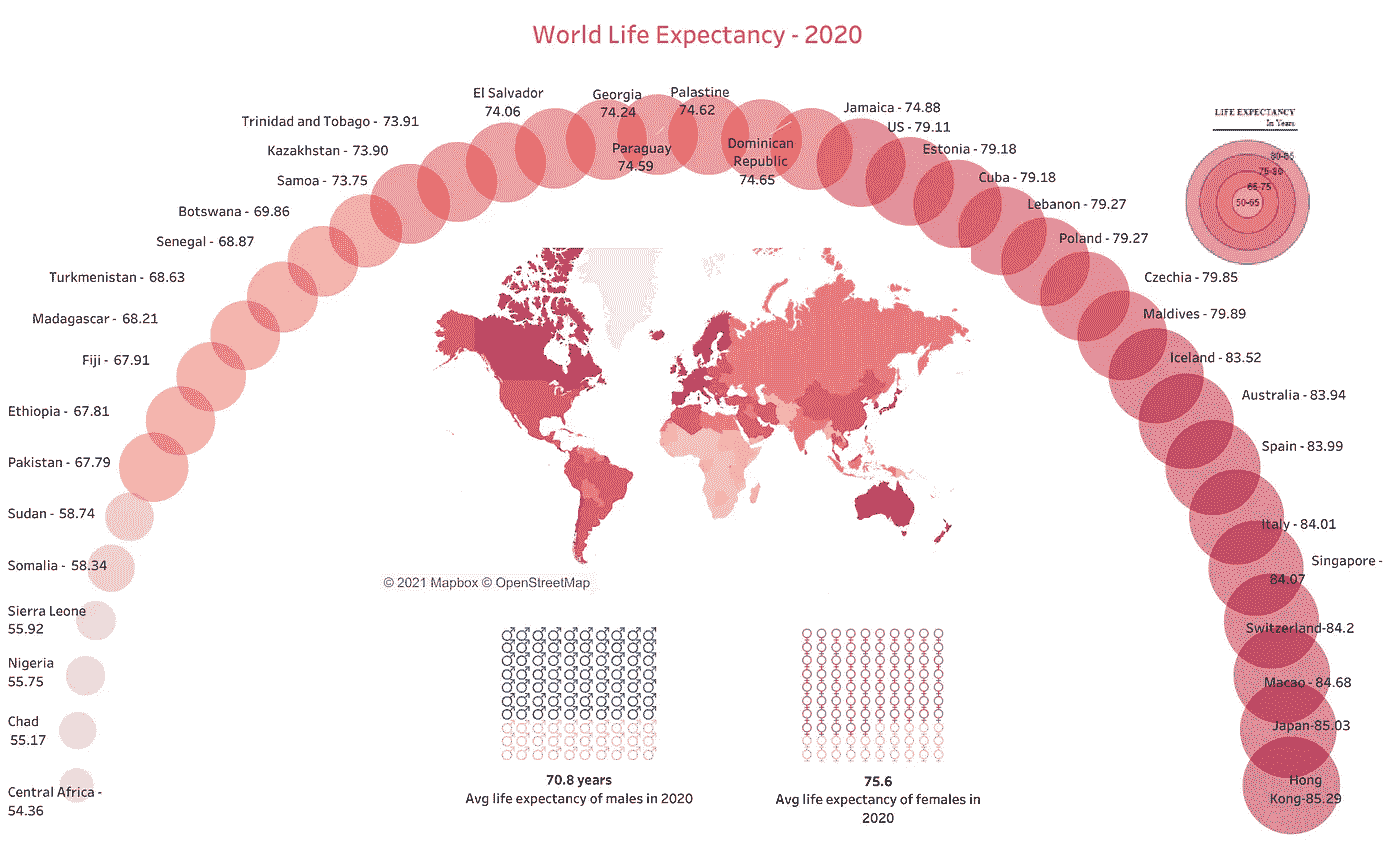 World Life Expectancy - 2020
El Salvador
74.06
Georgia
74.24
Palastine
74.62
Paraguay
74.59
Dominican
Republic
74.65
Trinidad and Tobago - 73.91
Kazakhstan - 73.90
Samoa - 73.75
Botswana - 69.86
Senegal - 68.87
Turkmenistan - 68.63
Madagascar - 68.21
Fiji - 67.91
Ethiopia - 67.81
Pakistan - 67.79
Sudan - 58.74
Somalia - 58.34
Sierra Leone
55.92
Nigeria
55.75
Chad
55.17
Central Africa -
54.36
Jamaica - 74.88
US - 79.11
Estonia - 79.18
Cuba - 79.18
Lebanon - 79.27
Poland - 79.27
Czechia - 79.85
Maldives - 79.89
Iceland - 83.52
Australia - 83.94
Spain - 83.99
Italy - 84.01
Singapore -
84.07
Switzerland-84.2
Macao - 84.68
Japan-85.03
Hong
Kong-85.29
LIFE EXPECTANCY
In Years
80-85
75-80
65-75
50-65
© 2021 Mapbox © OpenStreetMap
70.8 years
Avg life expectancy of males in 2020
75.6
Avg life expectancy of females in
2020